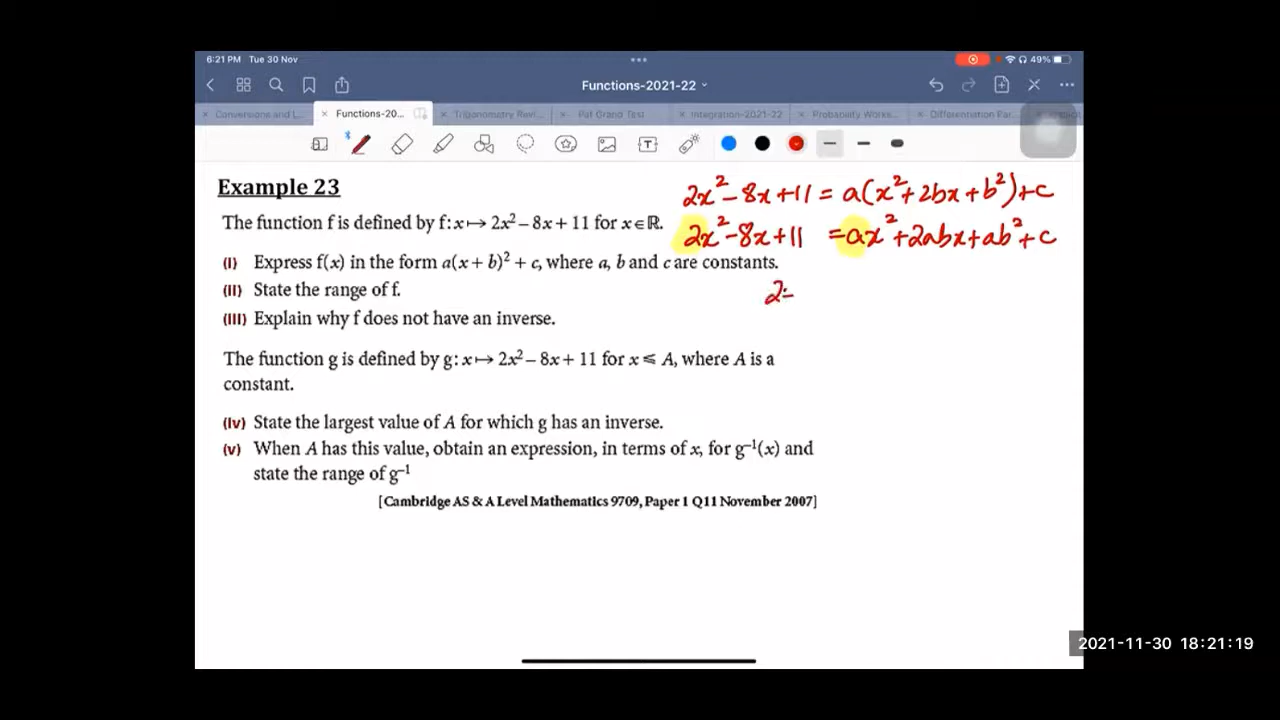 6:21 PM Tue 30 Nov
49%
Functions-2021-22
Conversions and L...
Functions-20...
Trigonometry Revi...
Integration-2021-22
Probability Works...
Differentiation Par...
Example 23
2x² - 8x + 11 = a(x² + 2bx + b²) + c
The function f is defined by f: x ↦ 2x² – 8x + 11 for x ∈ ℝ.
2x² - 8x + 11 = ax² + 2abx + ab² + c
(i) Express f(x) in the form a(x + b)² + c, where a, b and c are constants.
2=
(ii) State the range of f.
(iii) Explain why f does not have an inverse.
The function g is defined by g: x ↦ 2x² – 8x + 11 for x ⩽ A, where A is a
constant.
(iv) State the largest value of A for which g has an inverse.
(v) When A has this value, obtain an expression, in terms of x, for g⁻¹(x) and
state the range of g⁻¹
[Cambridge AS & A Level Mathematics 9709, Paper 1 Q11 November 2007]
2021-11-30 18:21:19